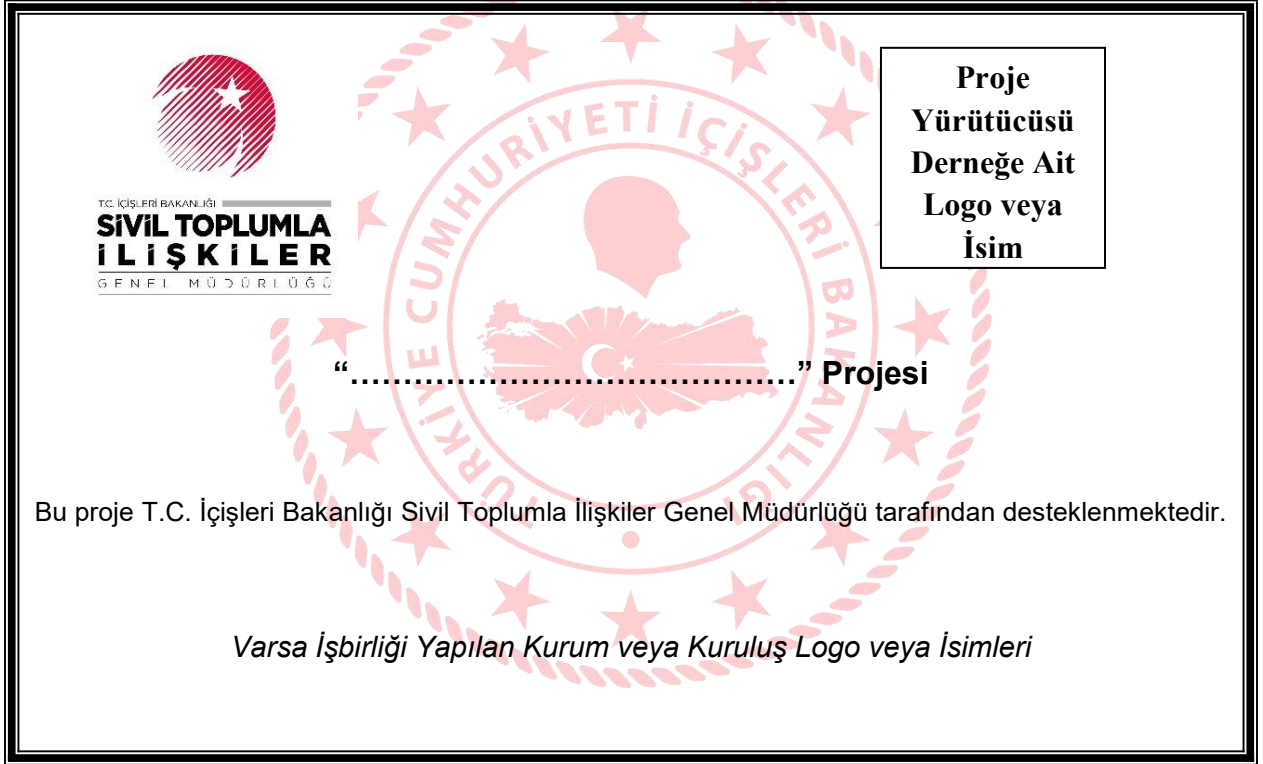 T.C. İÇİŞLERİ BAKANLIĞI
SİVİL TOPLUMLA
İLİŞKİLER
GENEL MÜDÜRLÜĞÜ
Proje
Yürütücüsü
Derneğe Ait
Logo veya
İsim
TÜRKİYE CUMHURİYETİ İÇİŞLERİ BAKANLIĞI
“……………………………………” Projesi
Bu proje T.C. İçişleri Bakanlığı Sivil Toplumla İlişkiler Genel Müdürlüğü tarafından desteklenmektedir.
Varsa İşbirliği Yapılan Kurum veya Kuruluş Logo veya İsimleri